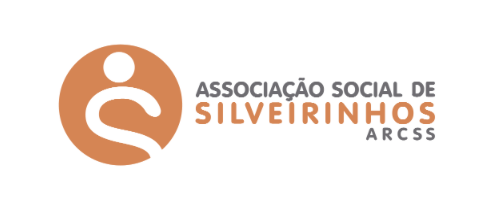 ASSOCIAÇÃO SOCIAL DE
SILVEIRINHOS
ARCSS